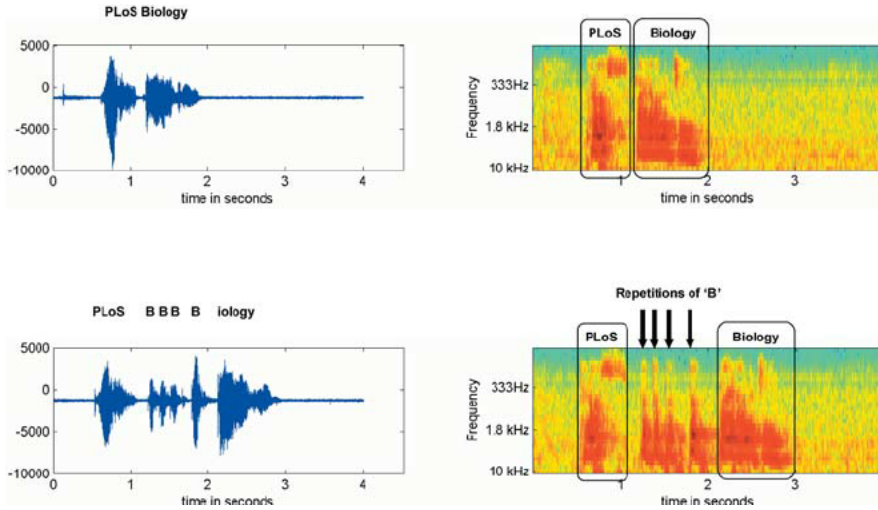 PLoS Biology
5000
0
-5000
-10000
0 1 2 3 4
time in seconds
PLoS Biology
Frequency
333Hz
1.8 kHz
10 kHz
1 2 3
time in seconds
PLoS B B B B iology
5000
0
-5000
-10000
0 1 2 3 4
time in seconds
Repetitions of 'B'
PLoS Biology
Frequency
333Hz
1.8 kHz
10 kHz
1 2 3
time in seconds